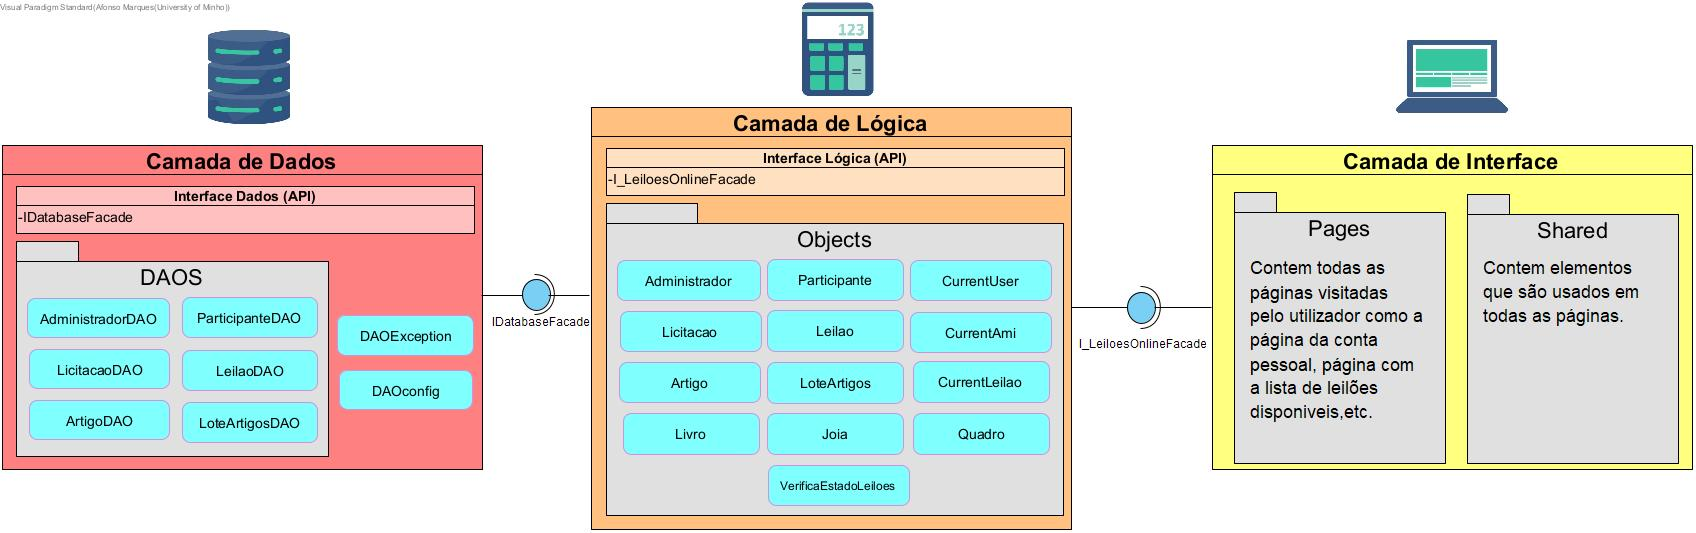 Visual Paradigm Standard(Afonso Marques(University of Minho))
123
Camada de Dados
Interface Dados (API)
-IDatabaseFacade
DAOS
AdministradorDAO
ParticipanteDAO
LicitacaoDAO
LeilaoDAO
ArtigoDAO
LoteArtigosDAO
DAOException
DAOconfig
IDatabaseFacade
Camada de Lógica
Interface Lógica (API)
-I_LeiloesOnlineFacade
Objects
Administrador
Participante
CurrentUser
Licitacao
Leilao
CurrentAmi
Artigo
LoteArtigos
CurrentLeilao
Livro
Joia
Quadro
VerificaEstadoLeiloes
I_LeiloesOnlineFacade
Camada de Interface
Pages
Contem todas as
páginas visitadas
pelo utilizador como a
página da conta
pessoal, página com
a lista de leilões
disponiveis,etc.
Shared
Contem elementos
que são usados em
todas as páginas.